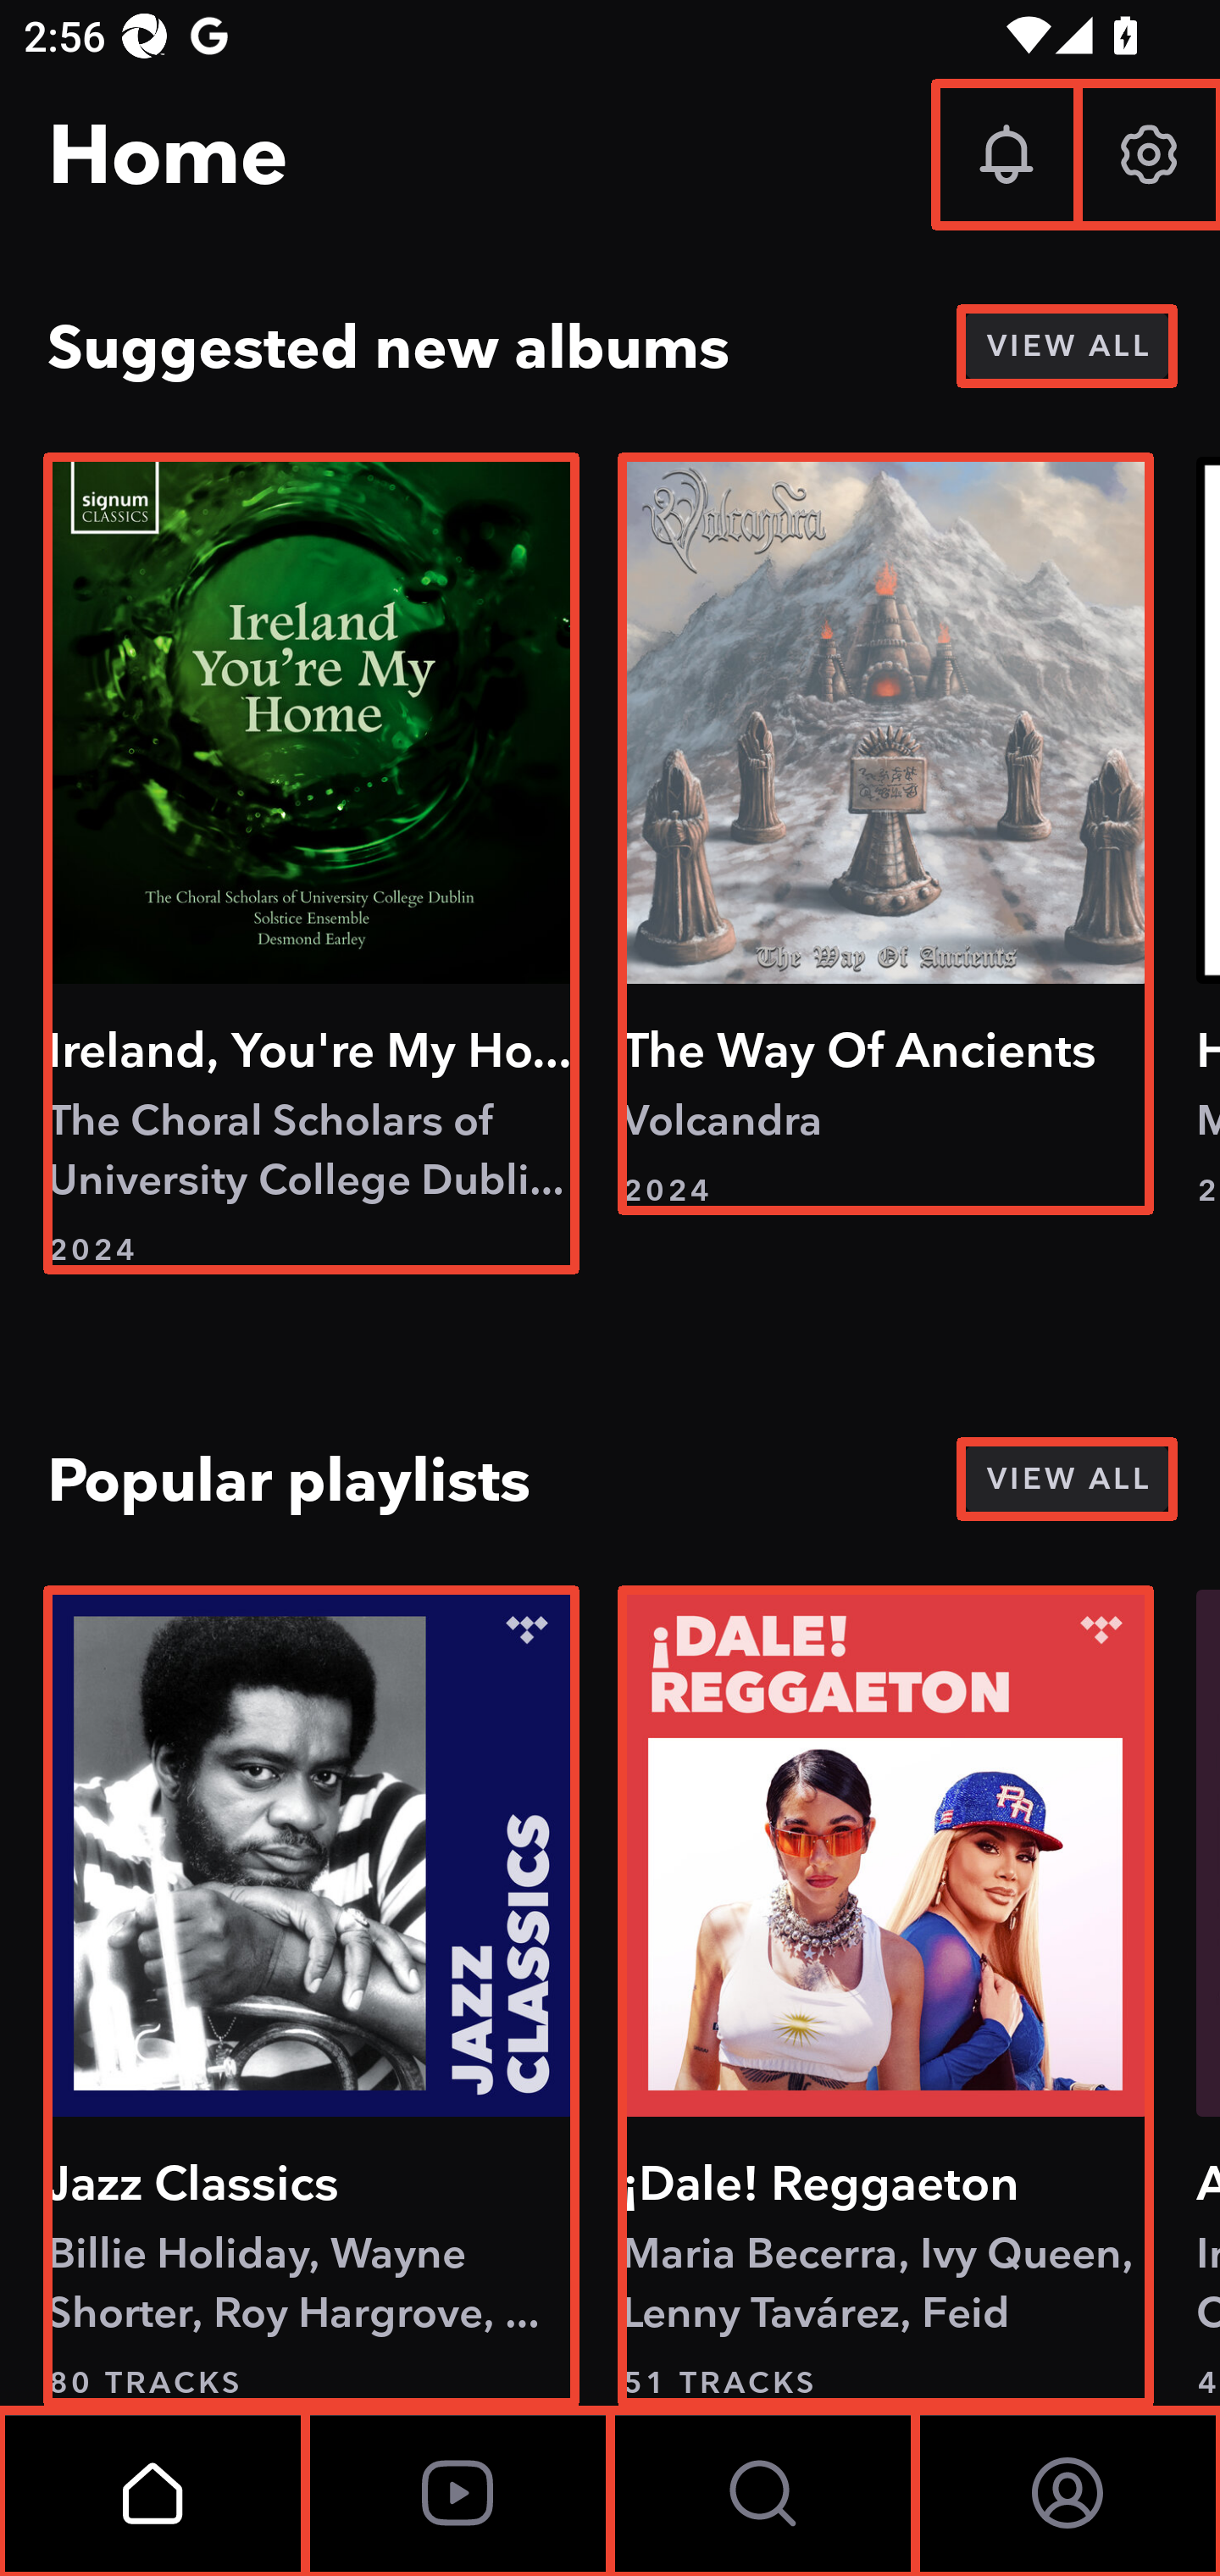 2:56
Home
Suggested new albums
VIEW ALL
signum
CLASSICS
Ireland
You’re My
Home
The Choral Scholars of University College Dublin
Solstice Ensemble
Desmond Earley
Volcandra
The Way Of Ancients
Ireland, You're My Ho...
The Choral Scholars of
University College Dubli...
2024
The Way Of Ancients
Volcandra
2024
H
M
2
Popular playlists
VIEW ALL
JAZZ
CLASSICS
¡DALE!
REGGAETON
PR
Jazz Classics
Billie Holiday, Wayne
Shorter, Roy Hargrove, ...
80 TRACKS
¡Dale! Reggaeton
Maria Becerra, Ivy Queen,
Lenny Tavárez, Feid
51 TRACKS
A
Ir
4